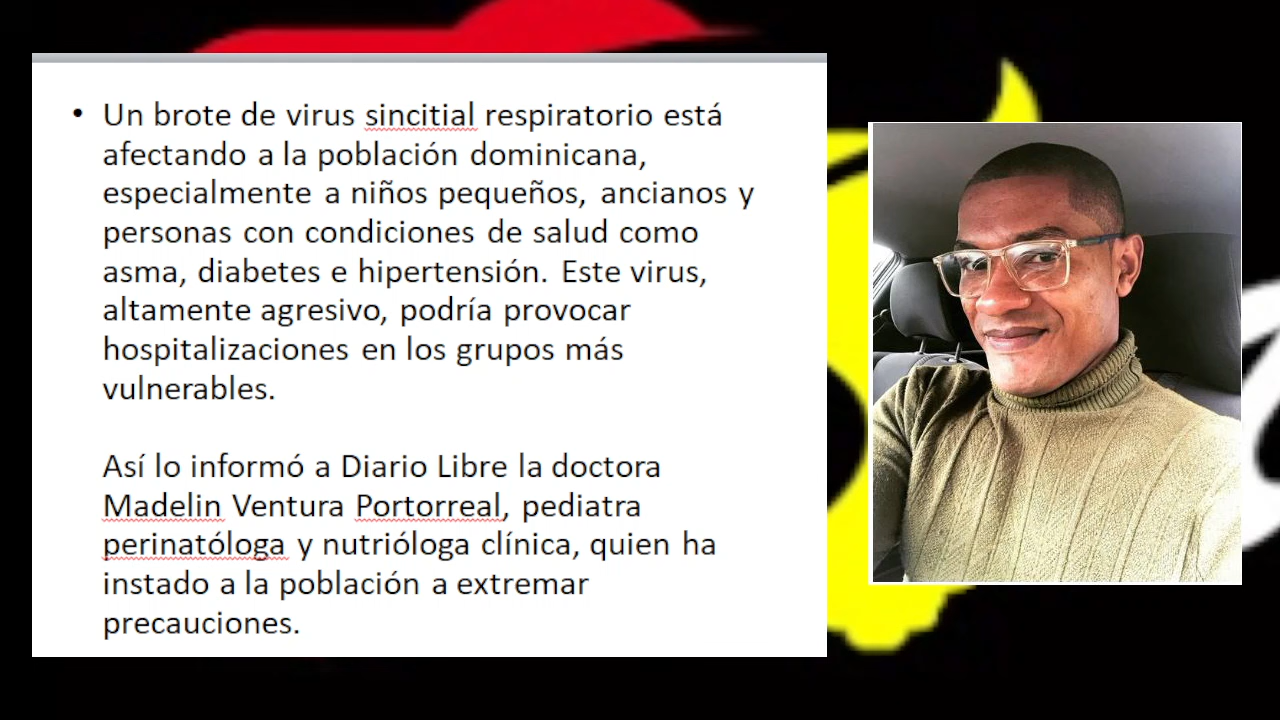 • Un brote de virus sincitial respiratorio está
afectando a la población dominicana,
especialmente a niños pequeños, ancianos y
personas con condiciones de salud como
asma, diabetes e hipertensión. Este virus,
altamente agresivo, podría provocar
hospitalizaciones en los grupos más
vulnerables.
Así lo informó a Diario Libre la doctora
Madelin Ventura Portorreal, pediatra
perinatóloga y nutrióloga clínica, quien ha
instado a la población a extremar
precauciones.